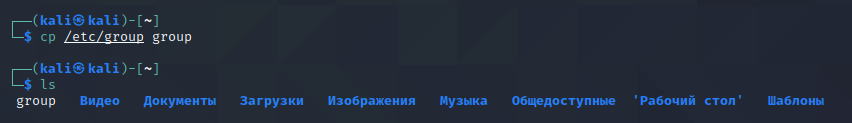 ┌──(kali㉿kali)-[~]
└─$ cp /etc/group group
┌──(kali㉿kali)-[~]
└─$ ls
group Видео Документы Загрузки Изображения Музыка Общедоступные 'Рабочий стол' Шаблоны